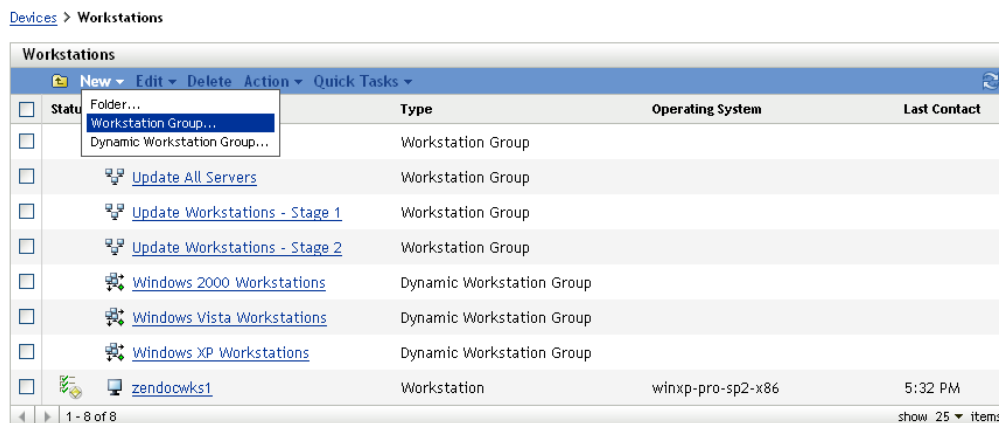 Devices > Workstations
Workstations
New Edit Delete Action Quick Tasks
Statu Type Operating System Last Contact
Folder...
Workstation Group...
Dynamic Workstation Group...
Workstation Group
Update All Servers Workstation Group
Update Workstations - Stage 1 Workstation Group
Update Workstations - Stage 2 Workstation Group
Windows 2000 Workstations Dynamic Workstation Group
Windows Vista Workstations Dynamic Workstation Group
Windows XP Workstations Dynamic Workstation Group
zendocwks1 Workstation winxp-pro-sp2-x86 5:32 PM
1 - 8 of 8 show 25 items